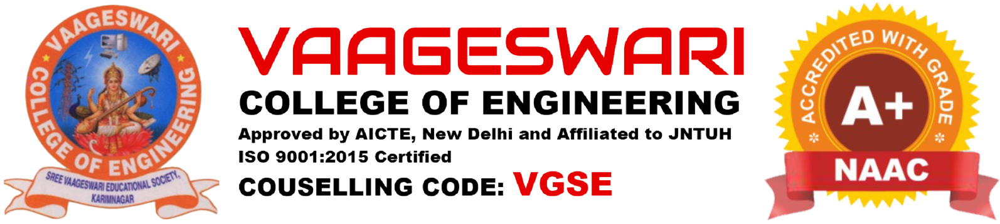 VAAGESWARI
COLLEGE OF ENGINEERING
SREE VAAGESWARI EDUCATIONAL SOCIETY,
KARIMNAGAR
VAAGESWARI
COLLEGE OF ENGINEERING
Approved by AICTE, New Delhi and Affiliated to JNTUH
ISO 9001:2015 Certified
COUSELLING CODE: VGSE
ACCREDITED WITH GRADE
A+
NAAC